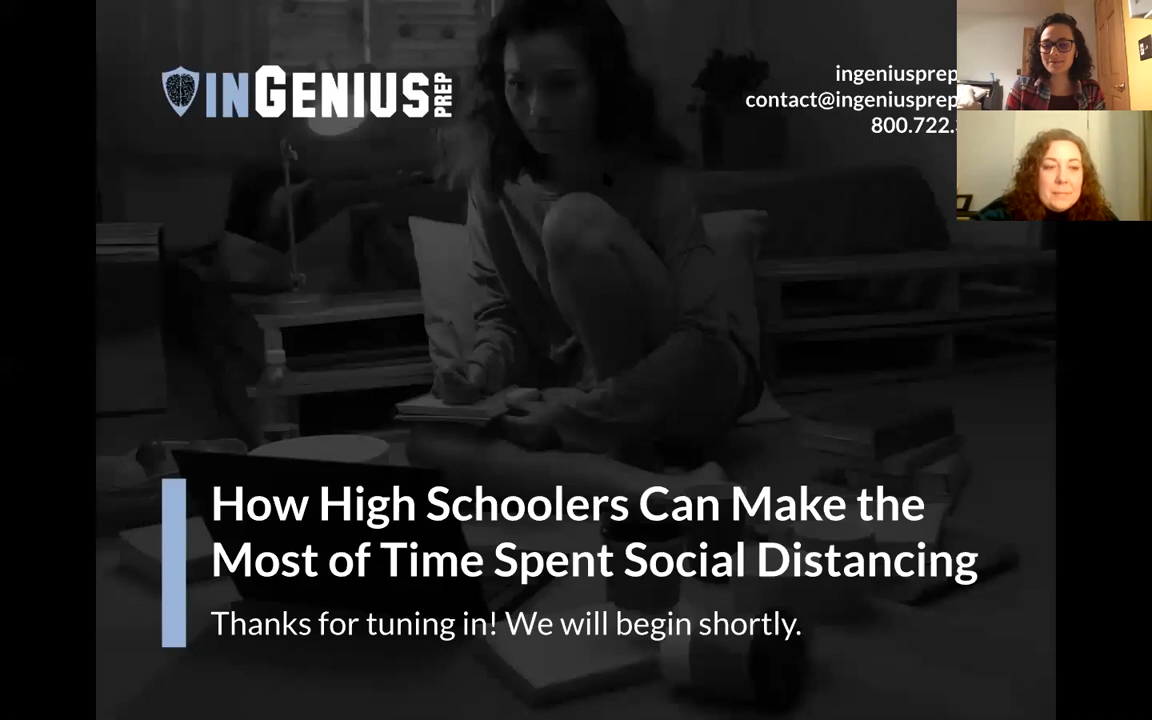 INGENIUS PREP
ingeniusprep
contact@ingeniusprep
800.722.
How High Schoolers Can Make the
Most of Time Spent Social Distancing
Thanks for tuning in! We will begin shortly.